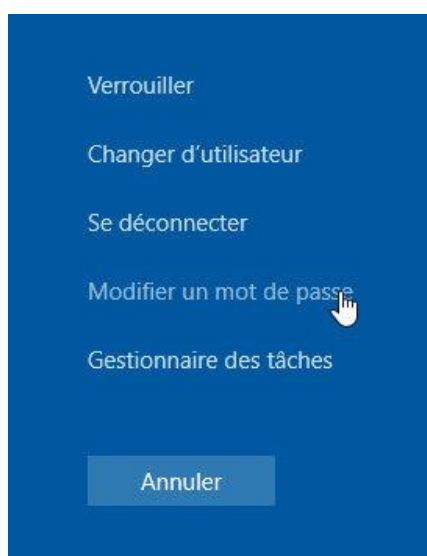 Verrouiller
Changer d’utilisateur
Se déconnecter
Modifier un mot de passe
Gestionnaire des tâches
Annuler